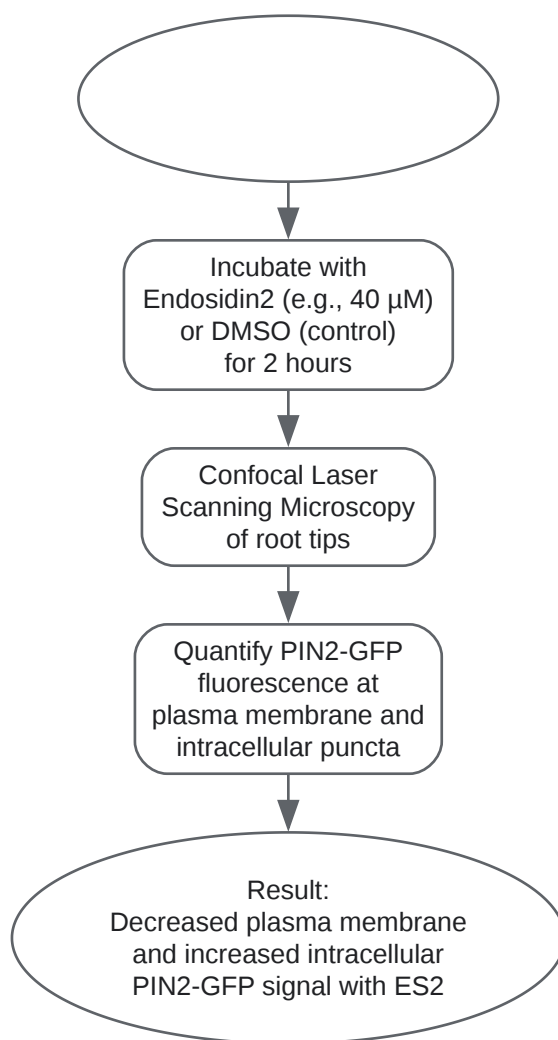 Incubate with
Endosidin2 (e.g., 40 µM)
or DMSO (control)
for 2 hours
Confocal Laser
Scanning Microscopy
of root tips
Quantify PIN2-GFP
fluorescence at
plasma membrane and
intracellular puncta
Result:
Decreased plasma membrane
and increased intracellular
PIN2-GFP signal with ES2